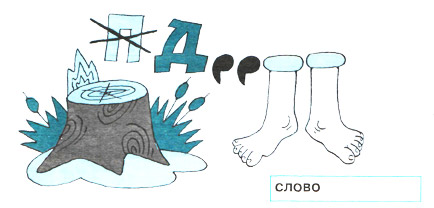 П Д ,,
слово